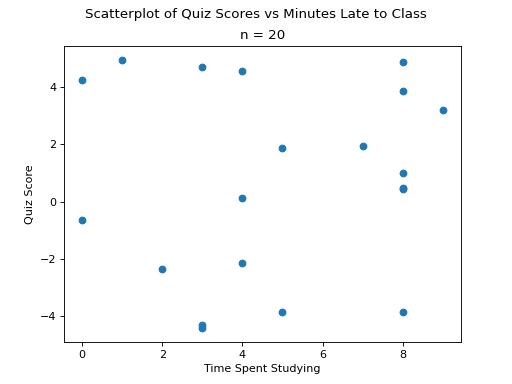 Scatterplot of Quiz Scores vs Minutes Late to Class
n = 20
4
2
0
−2
−4
Quiz Score
0 2 4 6 8
Time Spent Studying